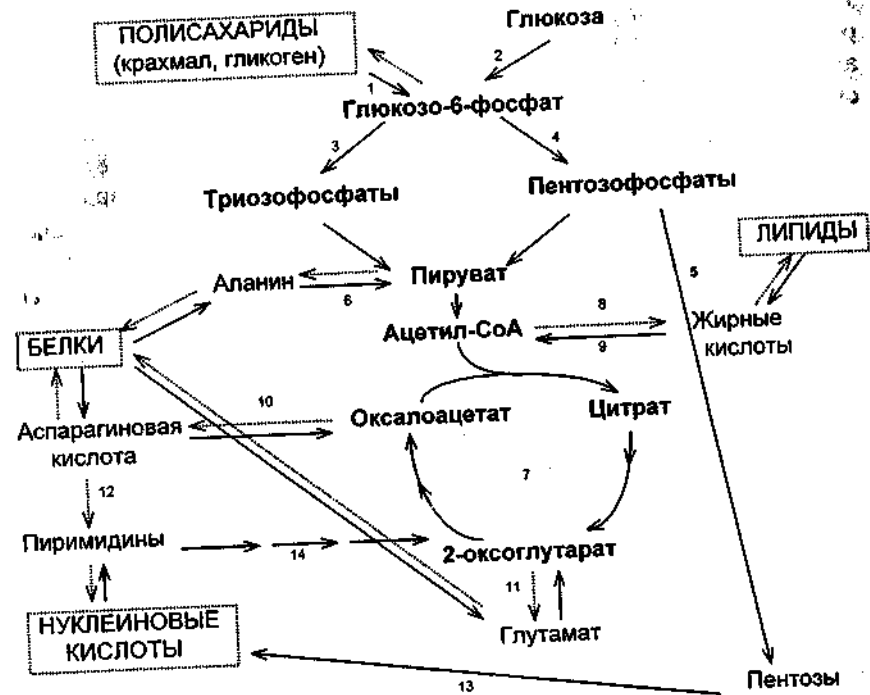 Глюкоза
ПОЛИСАХАРИДЫ
(крахмал, гликоген)
2
1
Глюкозо-6-фосфат
3
4
Триозофосфаты
Пентозофосфаты
ЛИПИДЫ
5
Аланин
Пируват
6
8
Ацетил-СоА
Жирные
кислоты
9
БЕЛКИ
10
Оксалоацетат
Цитрат
Аспарагиновая
кислота
7
12
Пиримидины
14
2-оксоглутарат
11
Глутамат
НУКЛЕИНОВЫЕ
КИСЛОТЫ
13
Пентозы